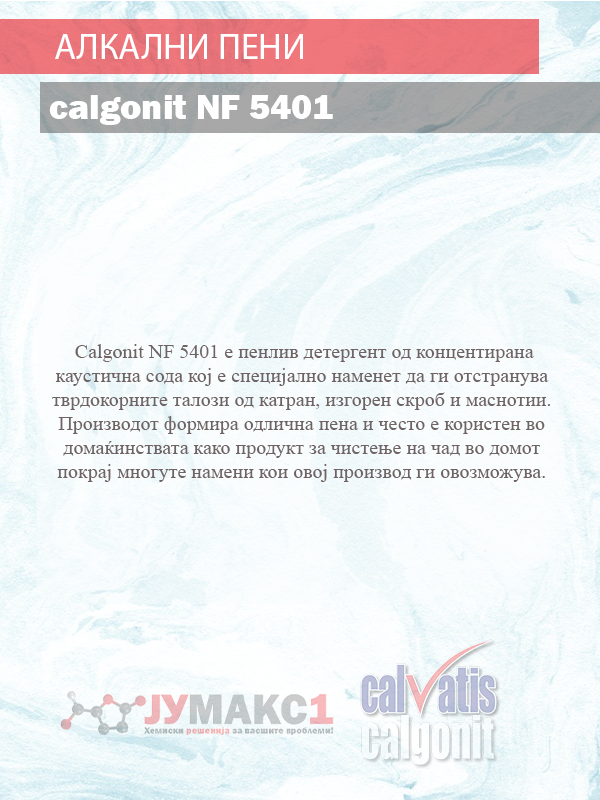 АЛКАЛНИ ПЕНИ
calgonit NF 5401
Calgonit NF 5401 е пенлив детергент од концентирана
каустична сода кој е специјално наменет да ги отстранува
тврдокорните талози од катран, изгорен скроб и маснотии.
Производот формира одлична пена и често е користен во
домаќинствата како продукт за чистење на чад во домот
покрај многуте намени кои овој производ ги овозможува.
ЈУМАКС1
Хемиски решенија за васшите проблеми!
calvatis
calgonit